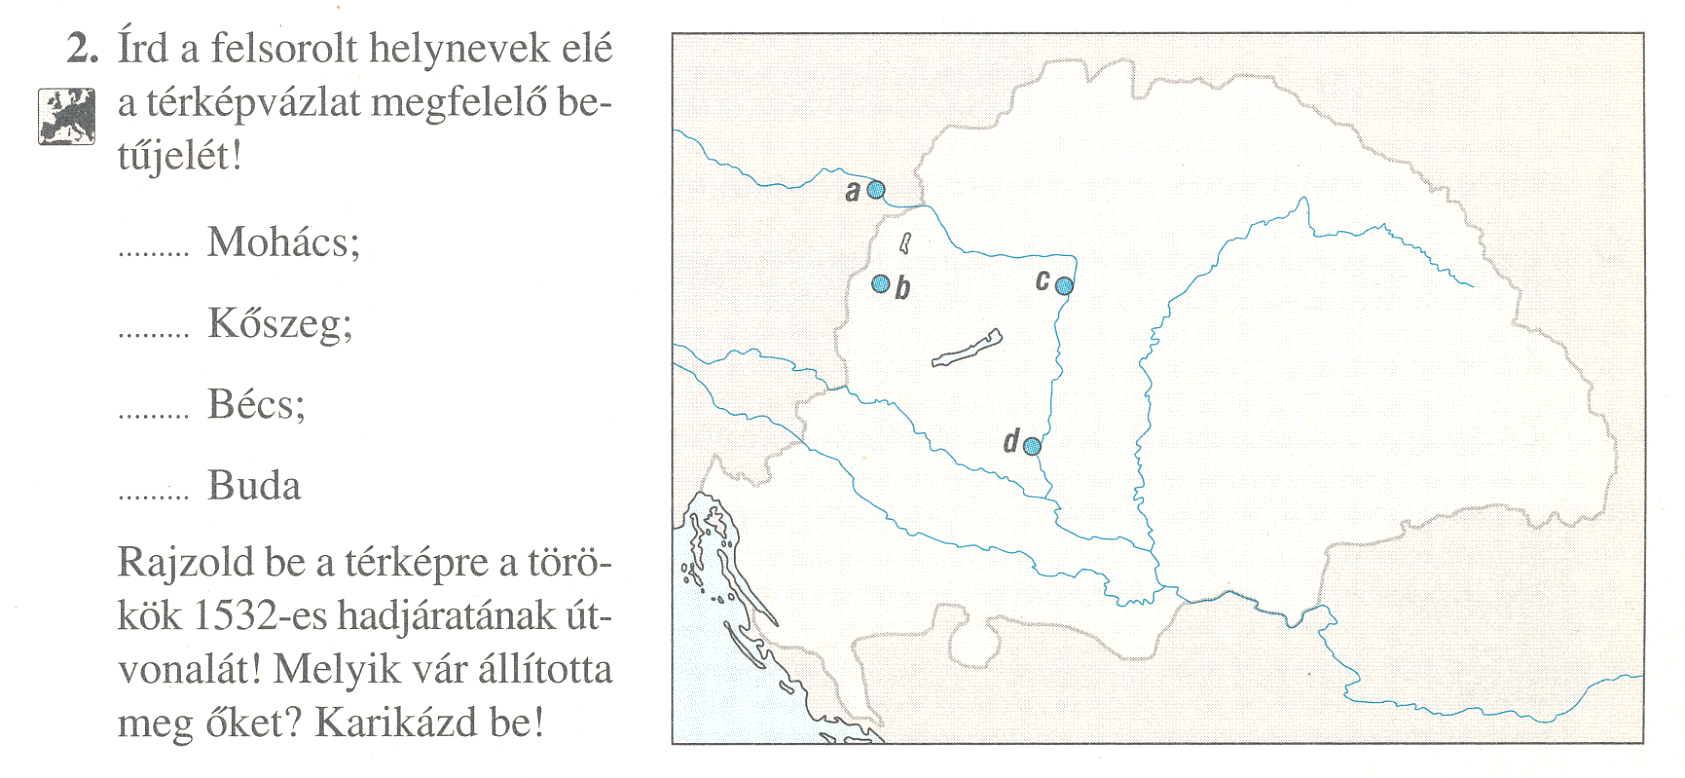 2. Írd a felsorolt helynevek elé
a térképvázlat megfelelő be-
tűjelét!
......... Mohács;
......... Kőszeg;
......... Bécs;
......... Buda
Rajzold be a térképre a törö-
kök 1532-es hadjáratának út-
vonalát! Melyik vár állította
meg őket? Karikázd be!
a
b
c
d